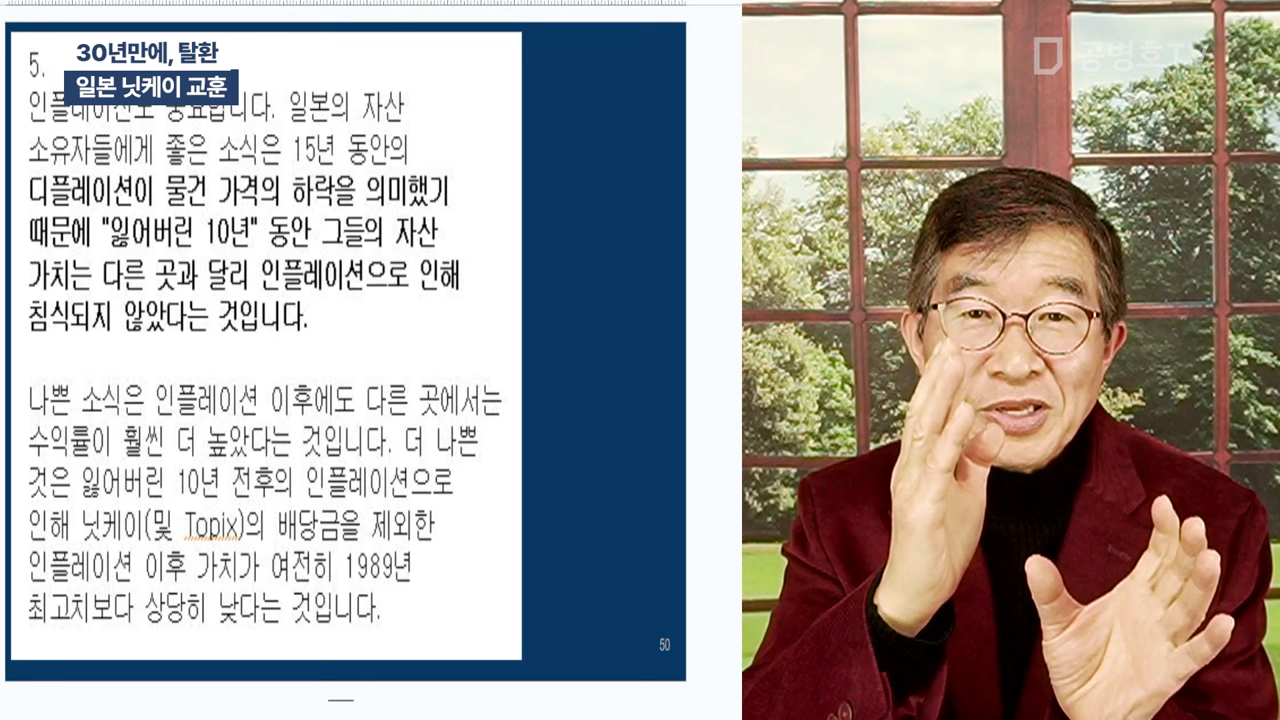 30년만에, 탈환
일본 닛케이 교훈
5.
일본의 자산
소유자들에게 좋은 소식은 15년 동안의
디플레이션이 물건 가격의 하락을 의미했기
때문에 "잃어버린 10년" 동안 그들의 자산
가치는 다른 곳과 달리 인플레이션으로 인해
침식되지 않았다는 것입니다.
나쁜 소식은 인플레이션 이후에도 다른 곳에서는
수익률이 훨씬 더 높았다는 것입니다. 더 나쁜
것은 잃어버린 10년 전후의 인플레이션으로
인해 닛케이(및 Topix)의 배당금을 제외한
인플레이션 이후 가치가 여전히 1989년
최고치보다 상당히 낮다는 것입니다.
50
공병호TV